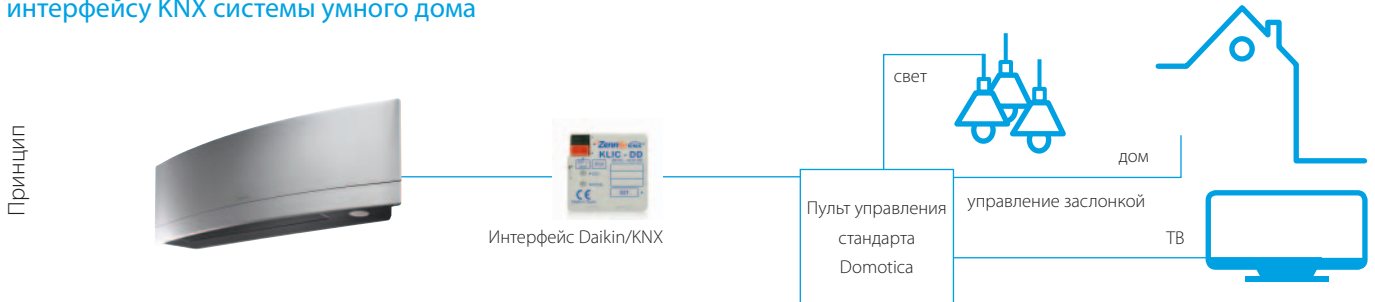 интерфейсу KNX системы умного дома
Принцип
свет
Zennio
KLIC - DD
CE
Интерфейс Daikin/KNX
Пульт управления
стандарта
Domotica
дом
управление заслонкой
ТВ